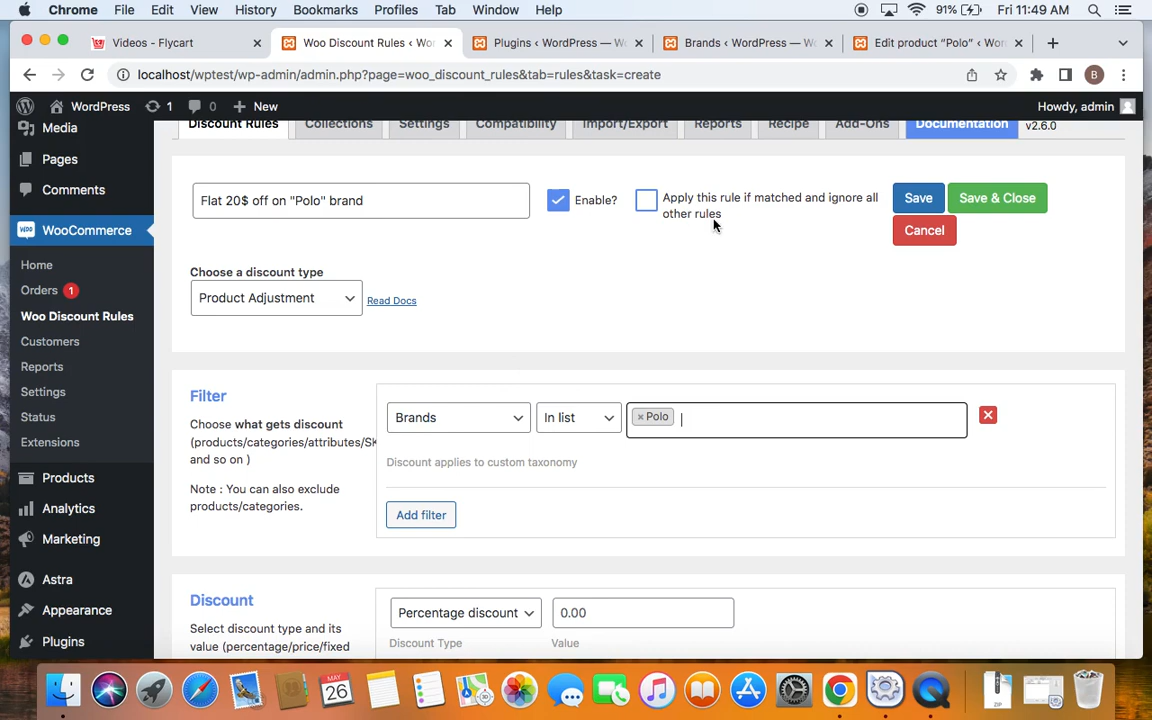 Chrome File Edit View History Bookmarks Profiles Tab Window Help 91% Fri 11:49 AM
Videos - Flycart × Woo Discount Rules ‹ Wor × Plugins ‹ WordPress — W × Brands ‹ WordPress — W × Edit product “Polo” ‹ Wor × +
localhost/wptest/wp-admin/admin.php?page=woo_discount_rules&tab=rules&task=create B
WordPress 1 0 + New Howdy, admin
Media
Pages
Comments
WooCommerce
Home
Orders 1
Woo Discount Rules
Customers
Reports
Settings
Status
Extensions
Products
Analytics
Marketing
Astra
Appearance
Plugins
Discount Rules Collections Settings Compatibility Import/Export Reports Recipe Add-Ons Documentation v2.6.0
Flat 20$ off on "Polo" brand Enable? Apply this rule if matched and ignore all
other rules
Save Save & Close
Cancel
Choose a discount type
Product Adjustment Read Docs
Filter
Choose what gets discount
(products/categories/attributes/SK
and so on )
Note : You can also exclude
products/categories.
Brands In list × Polo
Discount applies to custom taxonomy
Add filter
Discount
Select discount type and its
value (percentage/price/fixed
Percentage discount 0.00
Discount Type Value
MAY
26
ZIP